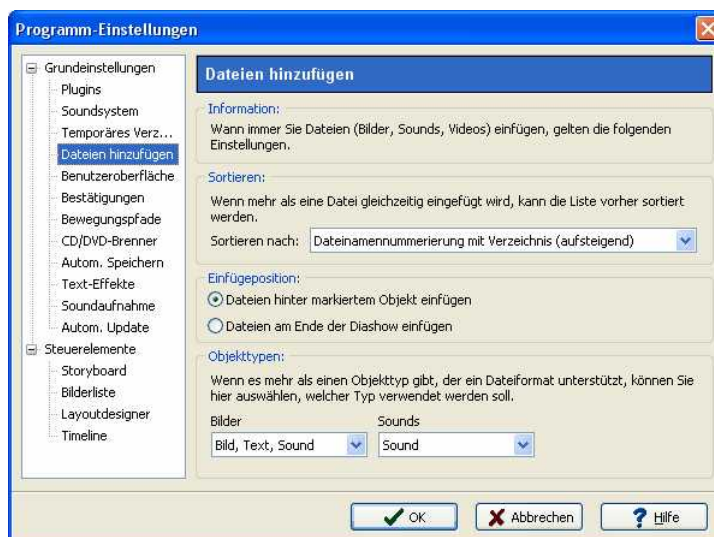 Programm-Einstellungen
Grundeinstellungen
Plugins
Soundsystem
Temporäres Verz...
Dateien hinzufügen
Benutzeroberfläche
Bestätigungen
Bewegungspfade
CD/DVD-Brenner
Autom. Speichern
Text-Effekte
Soundaufnahme
Autom. Update
Steuerelemente
Storyboard
Bilderliste
Layoutdesigner
Timeline
Dateien hinzufügen
Information:
Wann immer Sie Dateien (Bilder, Sounds, Videos) einfügen, gelten die folgenden
Einstellungen.
Sortieren:
Wenn mehr als eine Datei gleichzeitig eingefügt wird, kann die Liste vorher sortiert
werden.
Sortieren nach: Dateinamennummerierung mit Verzeichnis (aufsteigend)
Einfügeposition:
Dateien hinter markiertem Objekt einfügen
Dateien am Ende der Diashow einfügen
Objekttypen:
Wenn es mehr als einen Objekttyp gibt, der ein Dateiformat unterstützt, können Sie
hier auswählen, welcher Typ verwendet werden soll.
Bilder Sounds
Bild, Text, Sound Sound
OK Abbrechen Hilfe